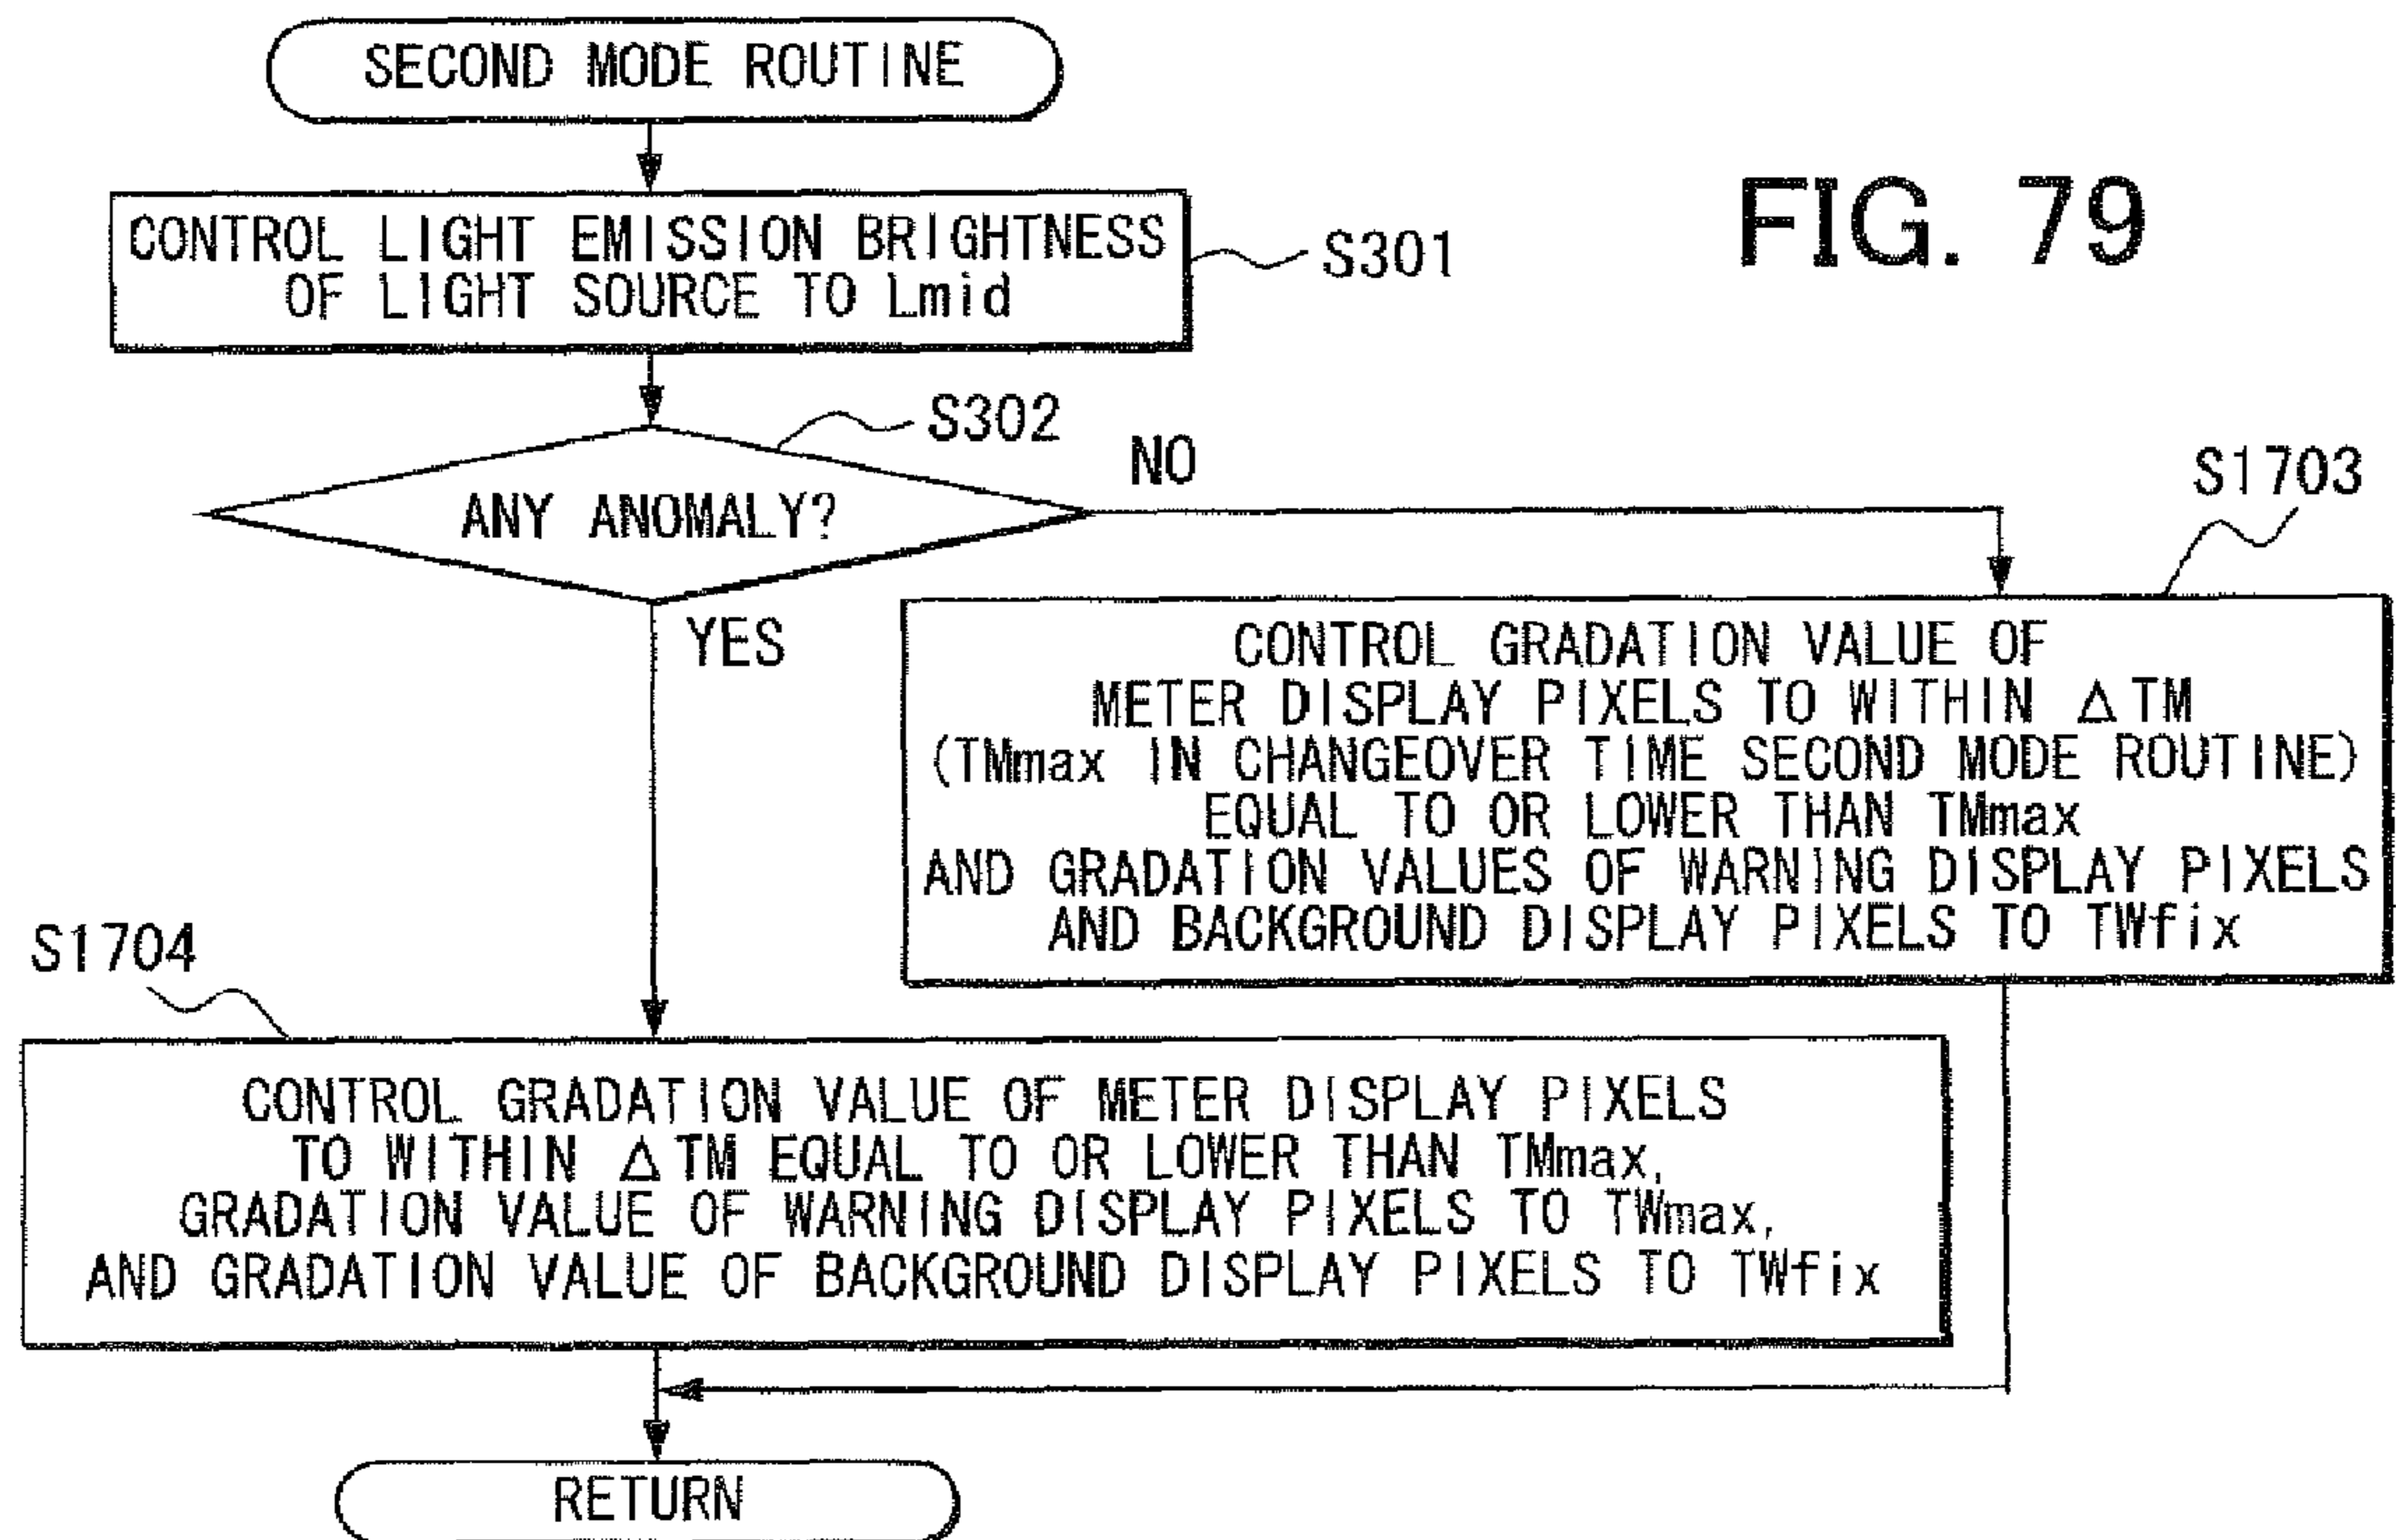 SECOND MODE ROUTINE
FIG. 79
CONTROL LIGHT EMISSION BRIGHTNESS
OF LIGHT SOURCE TO Lmid
S301
S302
ANY ANOMALY?
NO
YES
S1703
CONTROL GRADATION VALUE OF
METER DISPLAY PIXELS TO WITHIN ΔTM
(TMmax IN CHANGEOVER TIME SECOND MODE ROUTINE)
EQUAL TO OR LOWER THAN TMmax
AND GRADATION VALUES OF WARNING DISPLAY PIXELS
AND BACKGROUND DISPLAY PIXELS TO TWfix
S1704
CONTROL GRADATION VALUE OF METER DISPLAY PIXELS
TO WITHIN ΔTM EQUAL TO OR LOWER THAN TMmax,
GRADATION VALUE OF WARNING DISPLAY PIXELS TO TWmax,
AND GRADATION VALUE OF BACKGROUND DISPLAY PIXELS TO TWfix
RETURN